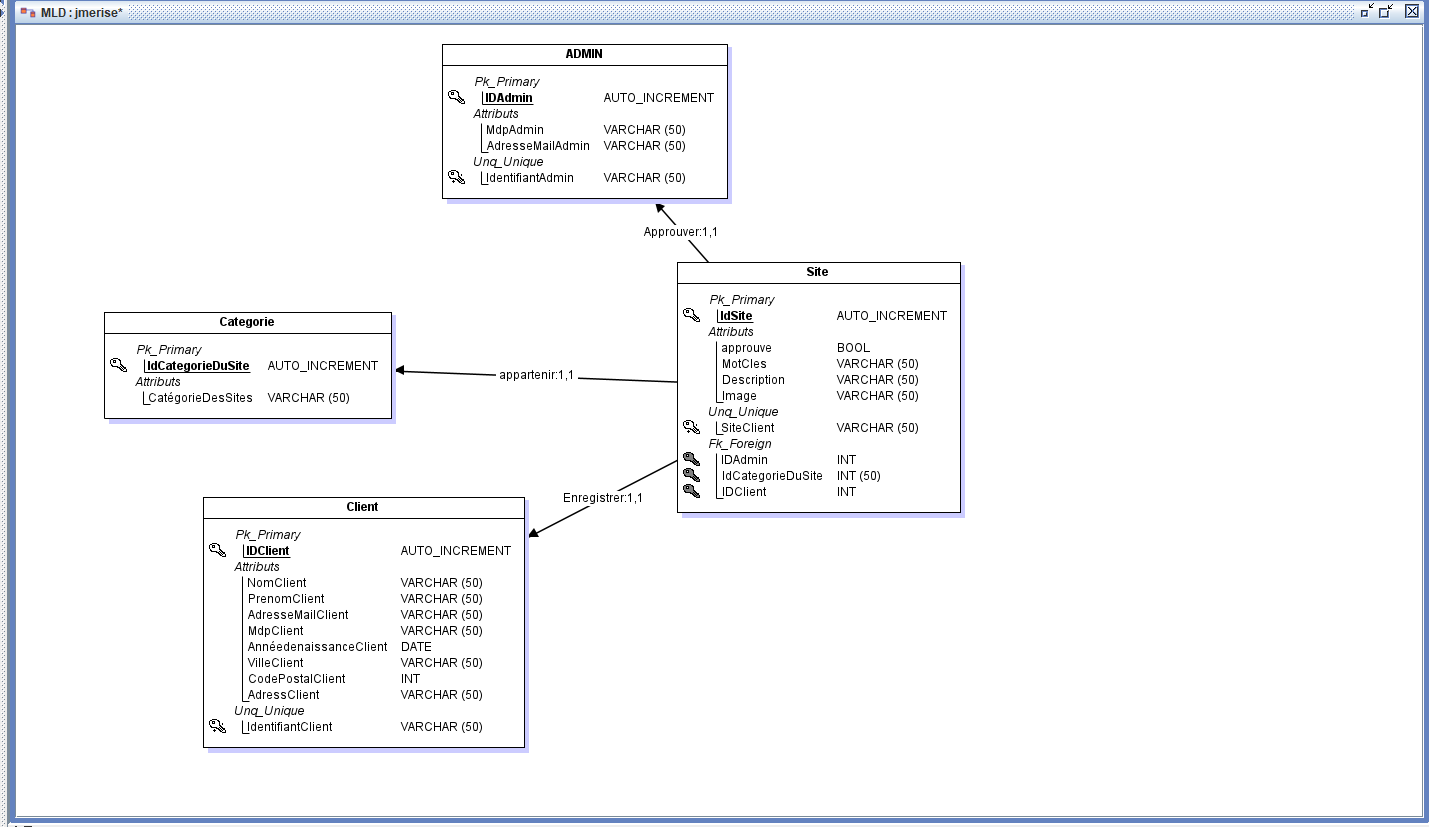 MLD : jmerise*
ADMIN
Pk_Primary
IDAdmin AUTO_INCREMENT
Attributs
MdpAdmin VARCHAR (50)
AdresseMailAdmin VARCHAR (50)
Unq_Unique
IdentifiantAdmin VARCHAR (50)
Approuver:1,1
Site
Pk_Primary
IdSite AUTO_INCREMENT
Attributs
approuve BOOL
MotCles VARCHAR (50)
Description VARCHAR (50)
Image VARCHAR (50)
Unq_Unique
SiteClient VARCHAR (50)
Fk_Foreign
IDAdmin INT
IdCategorieDuSite INT (50)
IDClient INT
Categorie
Pk_Primary
IdCategorieDuSite AUTO_INCREMENT
Attributs
CatégorieDesSites VARCHAR (50)
appartenir:1,1
Enregistrer:1,1
Client
Pk_Primary
IDClient AUTO_INCREMENT
Attributs
NomClient VARCHAR (50)
PrenomClient VARCHAR (50)
AdresseMailClient VARCHAR (50)
MdpClient VARCHAR (50)
AnnéedenaissanceClient DATE
VilleClient VARCHAR (50)
CodePostalClient INT
AdressClient VARCHAR (50)
Unq_Unique
IdentifiantClient VARCHAR (50)